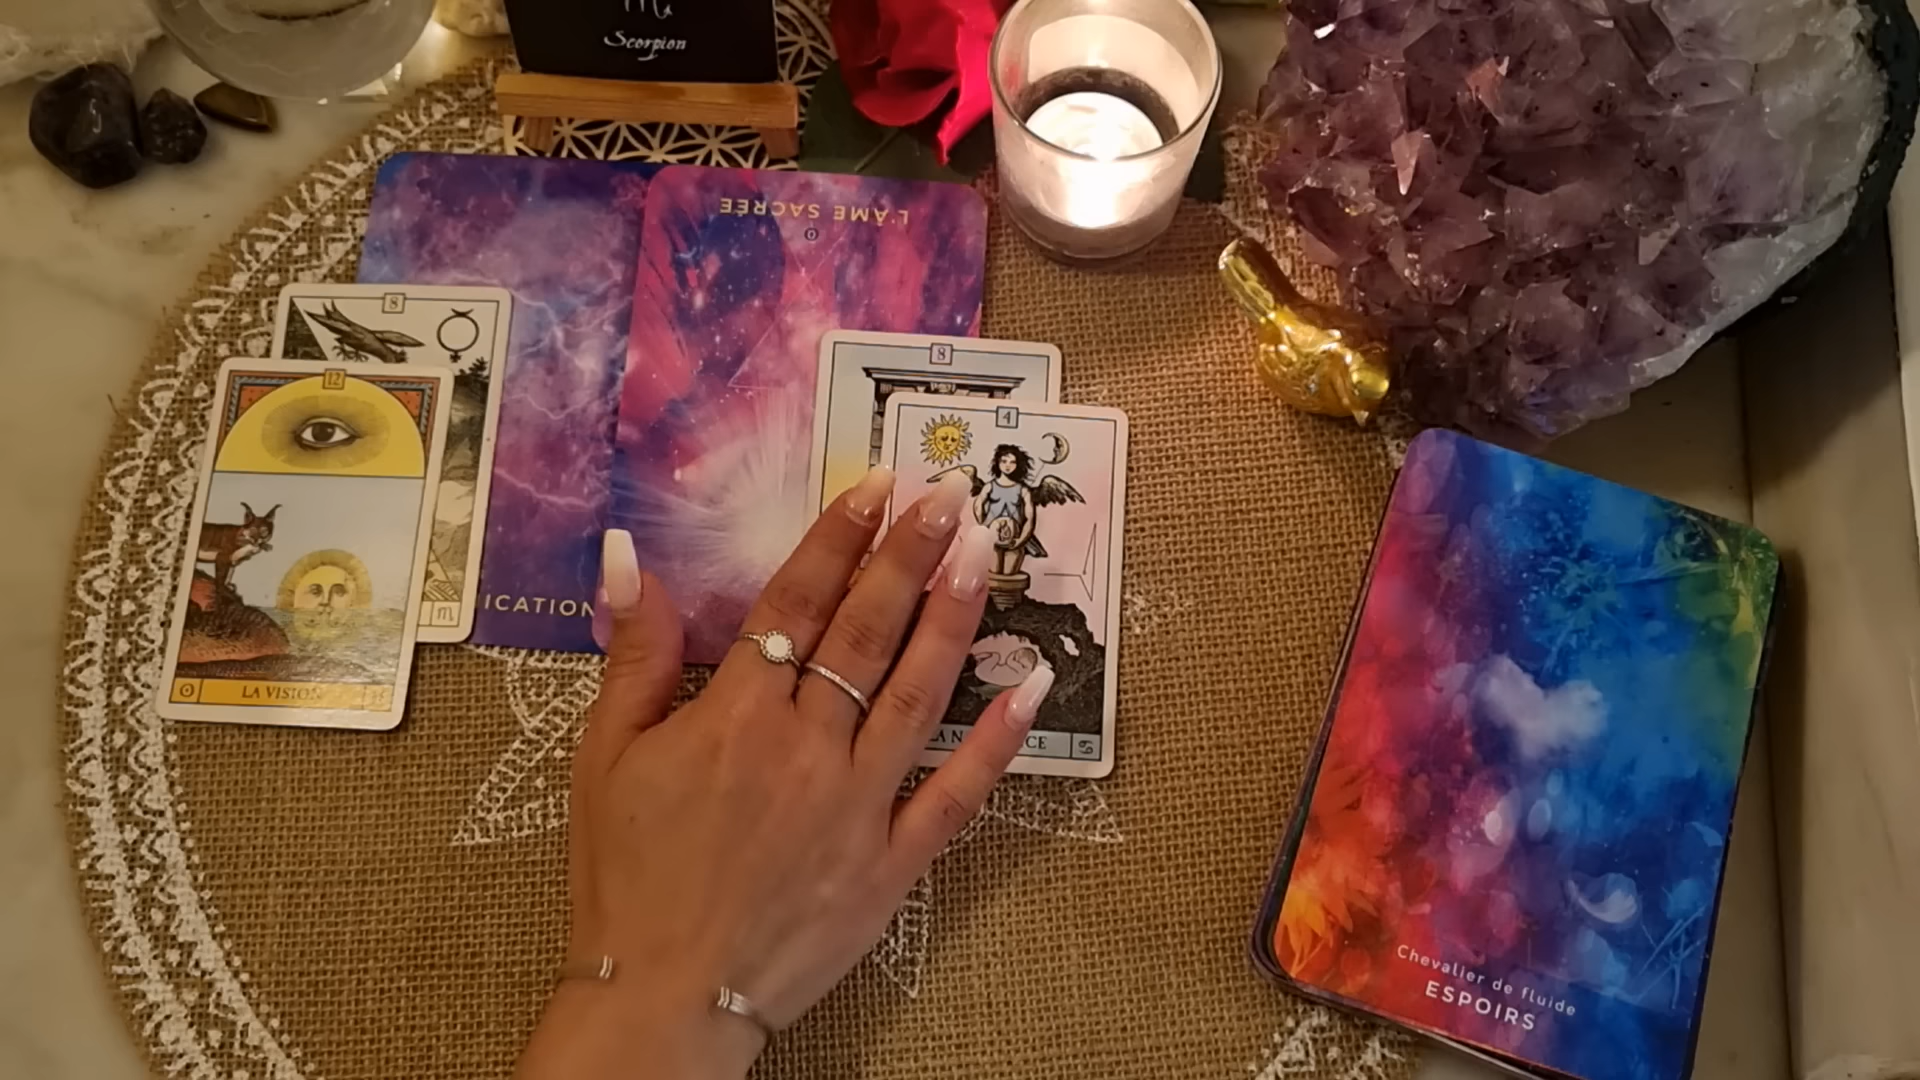 Scorpion
L'ÂME SACRÉE
0
8
12
8
4
ICATION
LA VISION
Chevalier de fluide
ESPOIRS